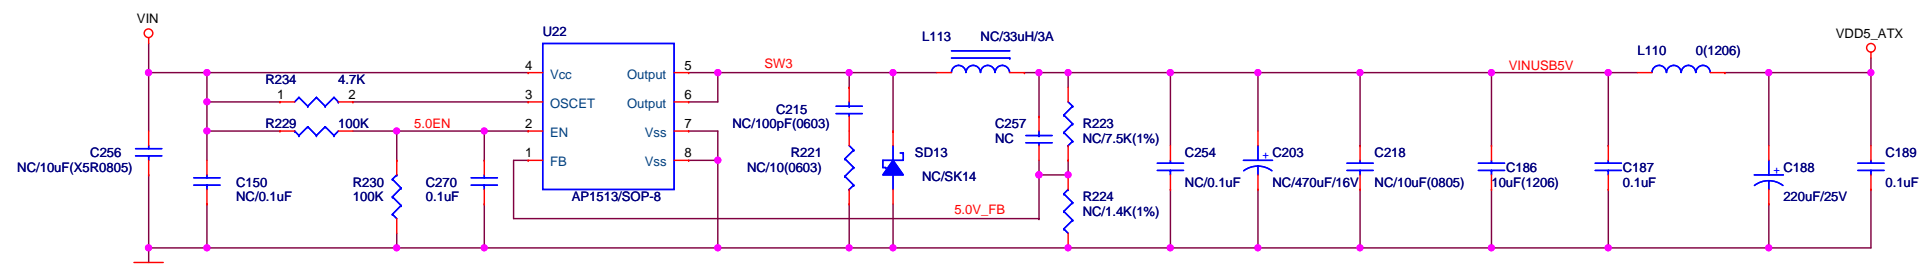 VIN
U22
L113 NC/33uH/3A
L110 0(1206)
VDD5_ATX
R234 4.7K
1 2
4 Vcc
Output 5
SW3
VINUSB5V
3 OSCET
Output 6
R229 100K
5.0EN
2 EN
Vss 7
C215
NC/100pF(0603)
C257
NC
R223
NC/7.5K(1%)
C256
NC/10uF(X5R0805)
1 FB
Vss 8
R221
NC/10(0603)
SD13
NC/SK14
C254
NC/0.1uF
+ C203
NC/470uF/16V
C218
NC/10uF(0805)
C186
10uF(1206)
C187
0.1uF
+ C188
220uF/25V
C189
0.1uF
C150
NC/0.1uF
R230
100K
C270
0.1uF
AP1513/SOP-8
5.0V_FB
R224
NC/1.4K(1%)